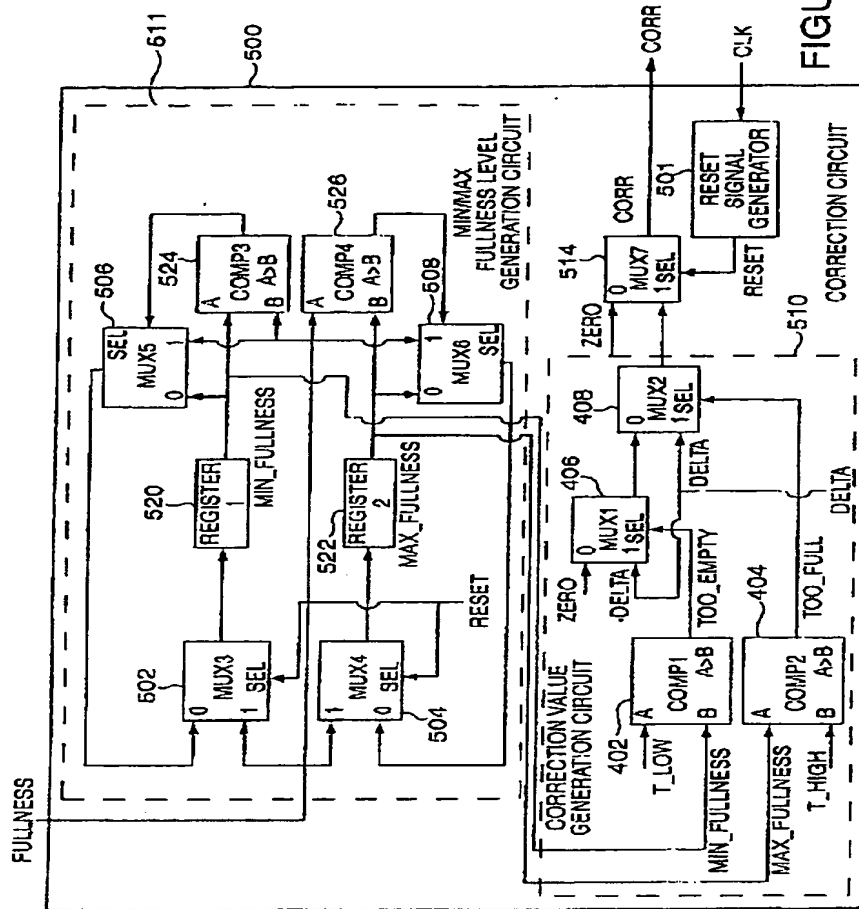 FULLNESS
611
500
506
SEL
MUX5
0
1
524
COMP3
A
B
A>B
526
COMP4
A
B
A>B
508
1
MUX6
0
SEL
520
REGISTER
1
MIN_FULLNESS
522
REGISTER
2
MAX_FULLNESS
502
0
MUX3
1
SEL
1
MUX4
0
SEL
504
RESET
MIN/MAX
FULLNESS LEVEL
GENERATION CIRCUIT
CORRECTION VALUE
GENERATION CIRCUIT
402
A
COMP1
B
A>B
T_LOW
MIN_FULLNESS
404
A
COMP2
B
A>B
MAX_FULLNESS
T_HIGH
TOO_EMPTY
TOO_FULL
406
ZERO
0
MUX1
1
SEL
-DELTA
408
0
MUX2
1
SEL
DELTA
DELTA
510
514
ZERO
0
MUX7
1
SEL
CORR
CORR
501
RESET
SIGNAL
GENERATOR
RESET
CLK
CORRECTION CIRCUIT
FIGU